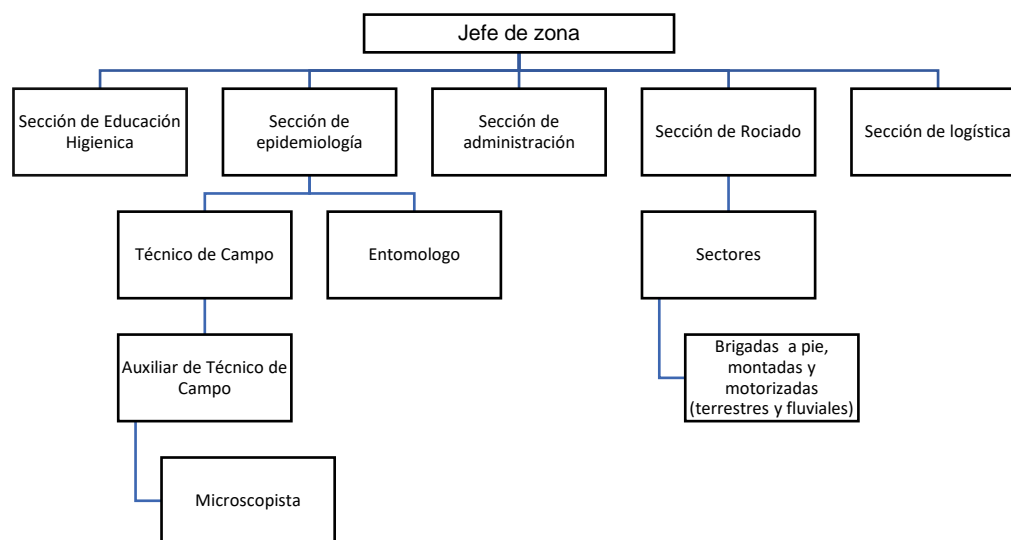 Jefe de zona
Sección de Educación
Higienica
Sección de
epidemiología
Sección de
administración
Sección de Rociado
Sección de logística
Técnico de Campo
Entomologo
Sectores
Auxiliar de Técnico de
Campo
Brigadas a pie,
montadas y
motorizadas
(terrestres y fluviales)
Microscopista